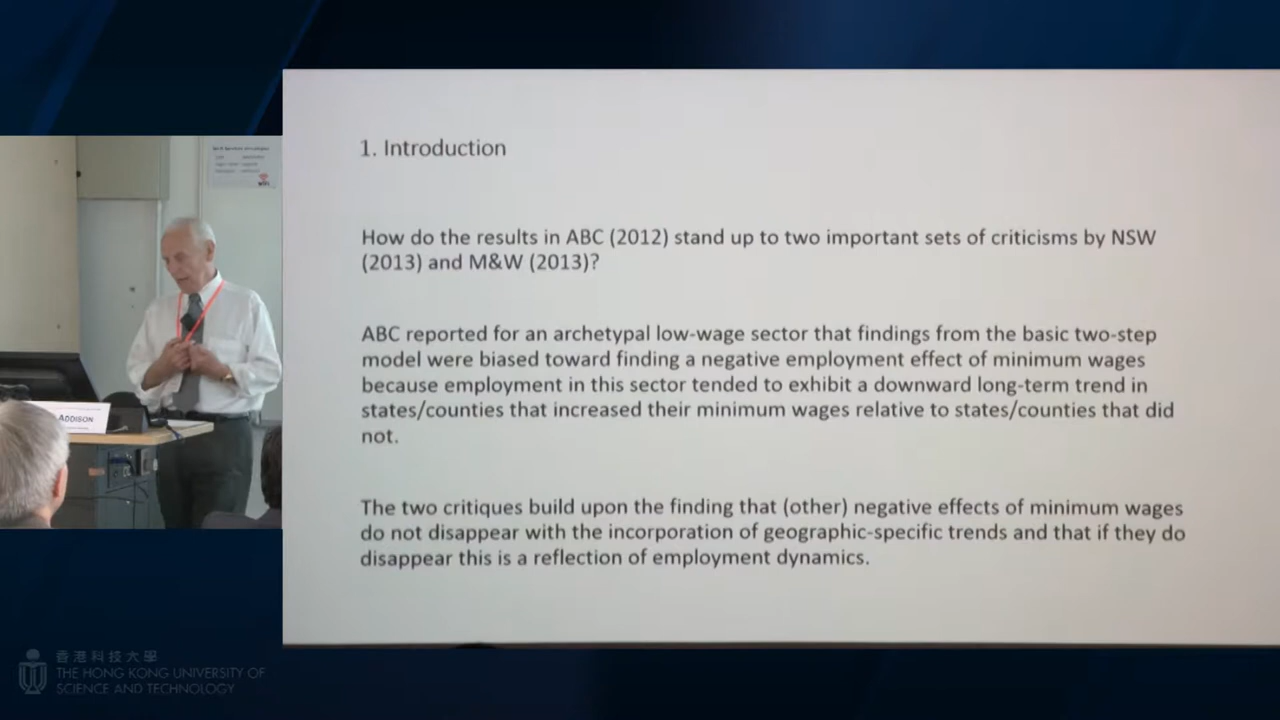 1. Introduction
How do the results in ABC (2012) stand up to two important sets of criticisms by NSW
(2013) and M&W (2013)?
ABC reported for an archetypal low-wage sector that findings from the basic two-step
model were biased toward finding a negative employment effect of minimum wages
because employment in this sector tended to exhibit a downward long-term trend in
states/counties that increased their minimum wages relative to states/counties that did
not.
The two critiques build upon the finding that (other) negative effects of minimum wages
do not disappear with the incorporation of geographic-specific trends and that if they do
disappear this is a reflection of employment dynamics.
ADDISON
香港科技大學
THE HONG KONG UNIVERSITY OF
SCIENCE AND TECHNOLOGY